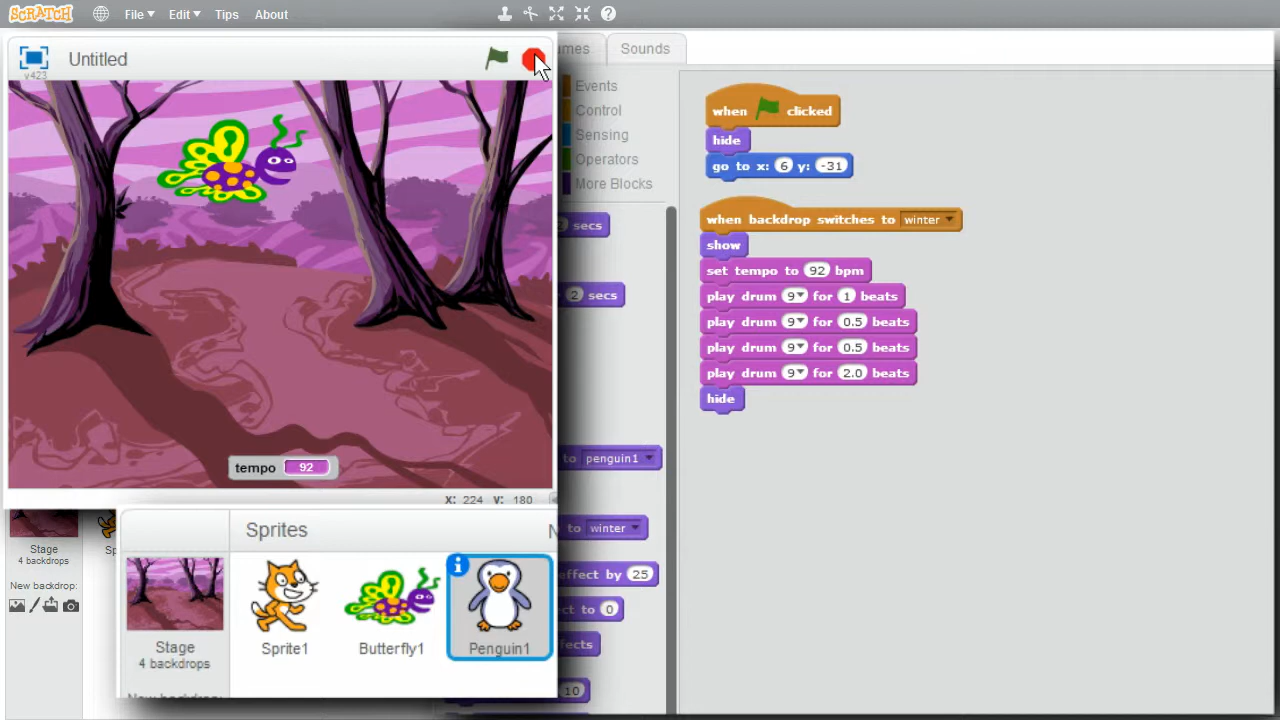 SCRATCH File Edit Tips About
Untitled
v423
Sounds
Events
Control
Sensing
Operators
More Blocks
secs
2 secs
to penguin1
to winter
effect by 25
to 0
10
when clicked
hide
go to x: 6 y: -31
when backdrop switches to winter
show
set tempo to 92 bpm
play drum 9 for 1 beats
play drum 9 for 0.5 beats
play drum 9 for 0.5 beats
play drum 9 for 2.0 beats
hide
tempo 92
X: 224 Y: 180
Stage
4 backdrops
New backdrop:
Sprites
Stage
4 backdrops
Sprite1
Butterfly1
Penguin1